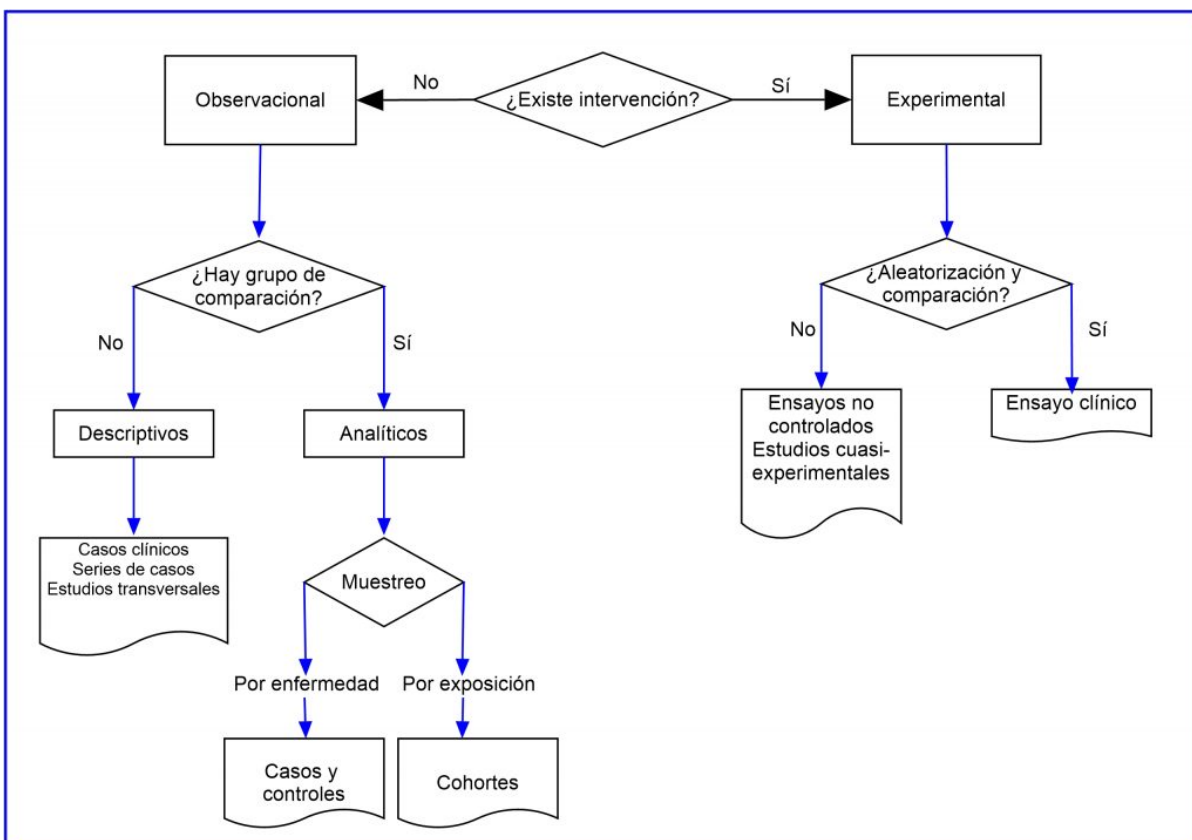 No
Sí
Observacional
¿Existe intervención?
Experimental
¿Hay grupo de
comparación?
¿Aleatorización y
comparación?
No
Sí
No
Sí
Descriptivos
Analíticos
Ensayos no
controlados
Estudios cuasi-
experimentales
Ensayo clínico
Casos clínicos
Series de casos
Estudios transversales
Muestreo
Por enfermedad
Por exposición
Casos y
controles
Cohortes